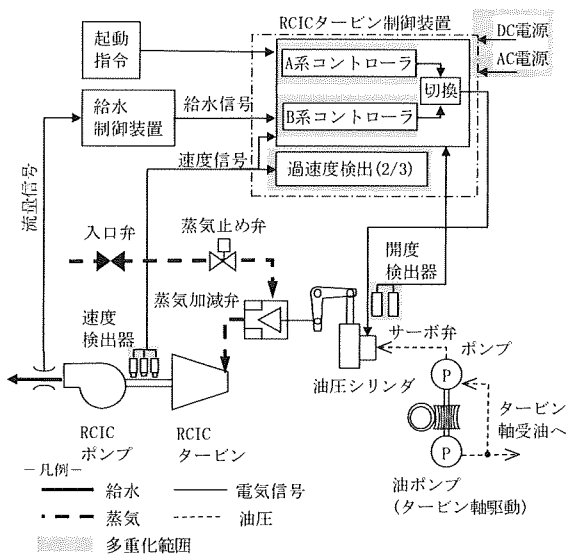 RCICタービン制御装置
起動
指令
DC電源
AC電源
A系コントローラ
切換
給水
制御装置
給水信号
B系コントローラ
速度信号
過速度検出(2/3)
流量信号
入口弁
蒸気止め弁
開度
検出器
蒸気加減弁
速度
検出器
サーボ弁
ポンプ
P
油圧シリンダ
タービン
軸受油へ
P
RCIC
ポンプ
RCIC
タービン
油ポンプ
(タービン軸駆動)
－凡例－
給水
電気信号
蒸気
油圧
多重化範囲